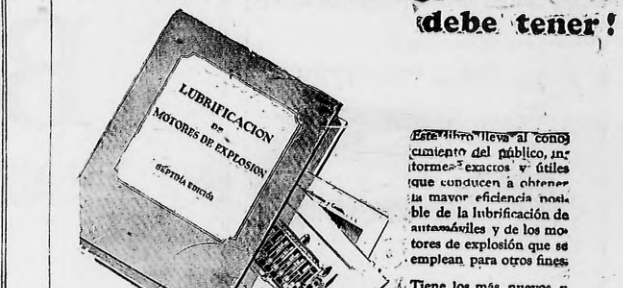 debe tener!
LUBRIFICACION
DE
MOTORES DE EXPLOSION
SEPTIMA EDICIÓN
Este libro lleva al cono-
cimiento del público, in-
formes exactos y útiles
que conducen a obtener
la mayor eficiencia posi-
ble de la lubrificación de
automóviles y de los mo-
tores de explosión que se
emplean para otros fines.
Tiene los más nuevos